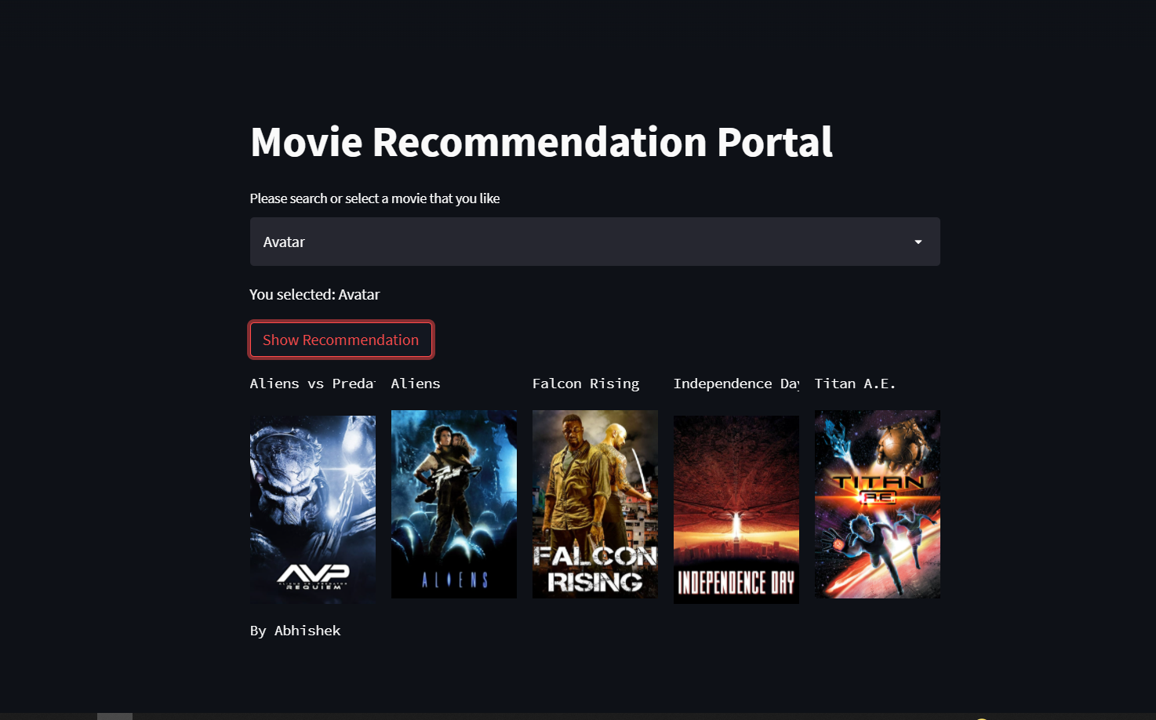 Movie Recommendation Portal
Please search or select a movie that you like
Avatar
You selected: Avatar
Show Recommendation
Aliens vs Preda
Aliens
Falcon Rising
Independence Day
Titan A.E.
AVP
REQUIEM
ALIENS
FALCON
RISING
INDEPENDENCE DAY
TITAN
A.E.
By Abhishek